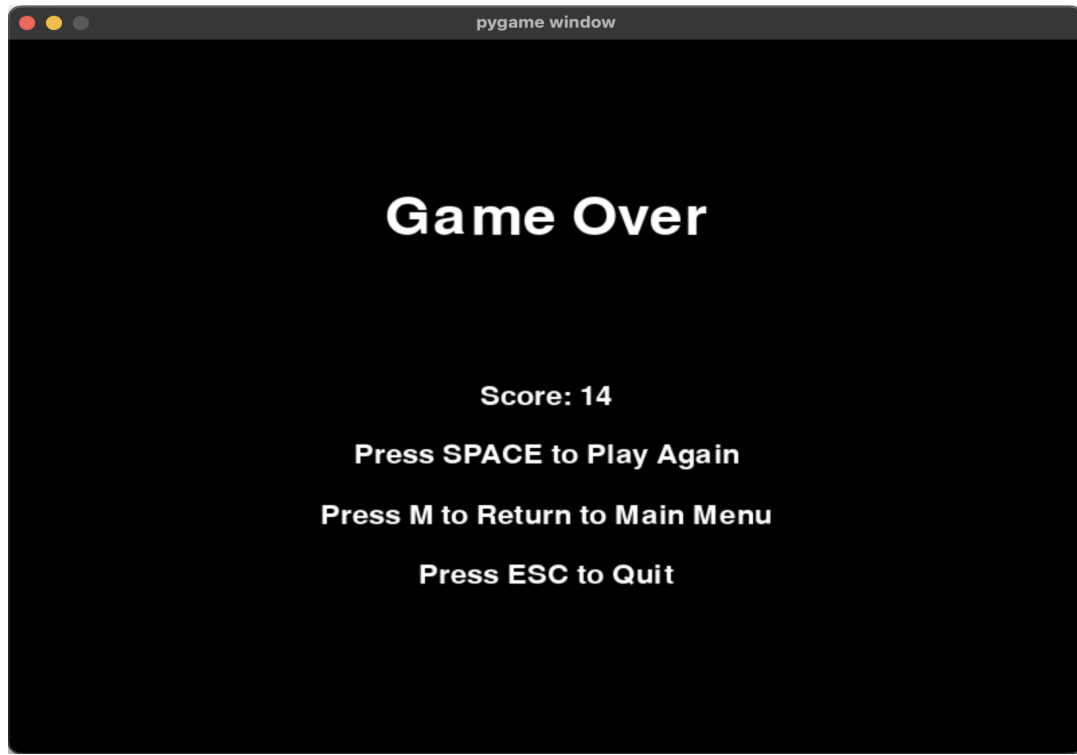 pygame window
Game Over
Score: 14
Press SPACE to Play Again
Press M to Return to Main Menu
Press ESC to Quit